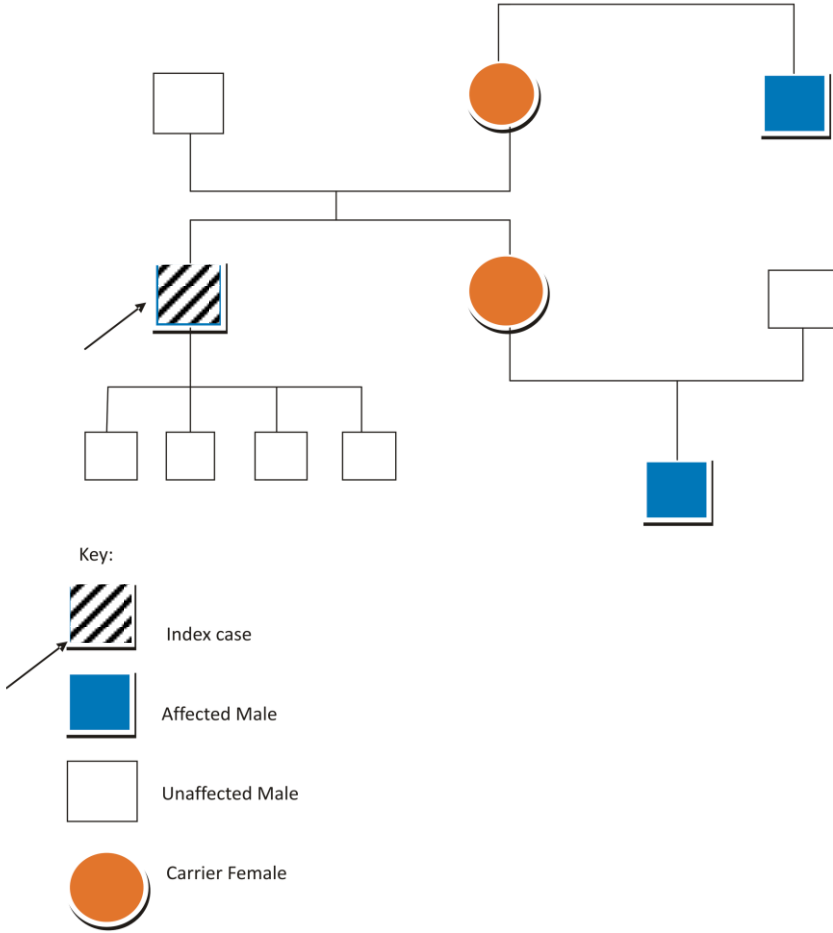 Key:
Index case
Affected Male
Unaffected Male
Carrier Female